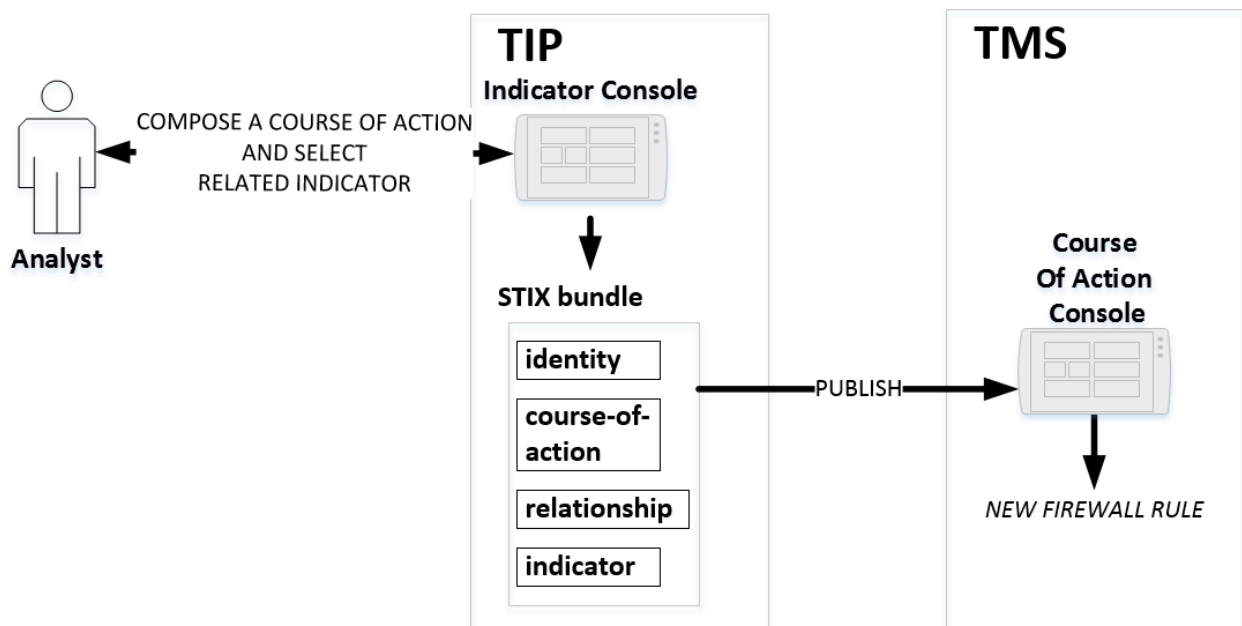 TIP
TMS
Indicator Console
COMPOSE A COURSE OF ACTION
AND SELECT
RELATED INDICATOR
Analyst
STIX bundle
identity
course-of-
action
relationship
indicator
PUBLISH
Course
Of Action
Console
NEW FIREWALL RULE